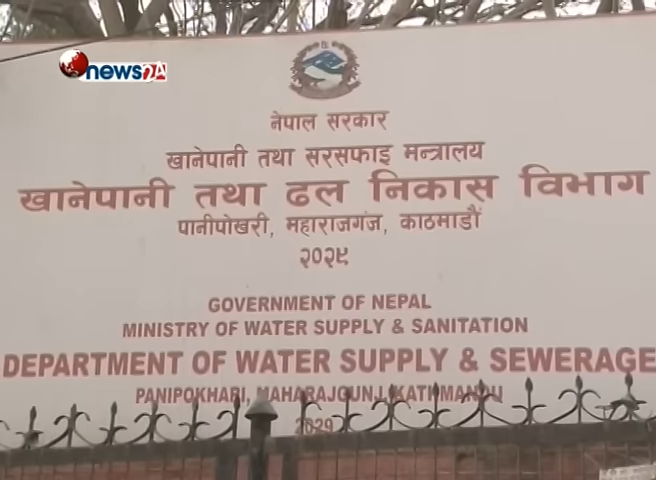 news24
नेपाल सरकार
खानेपानी तथा सरसफाइ मन्त्रालय
खानेपानी तथा ढल निकास विभाग
पानीपोखरी, महाराजगंज, काठमाडौं
२०२९
GOVERNMENT OF NEPAL
MINISTRY OF WATER SUPPLY & SANITATION
DEPARTMENT OF WATER SUPPLY & SEWERAGE
PANIPOKHARI, MAHARAJGUNJ, KATHMANDU
2029